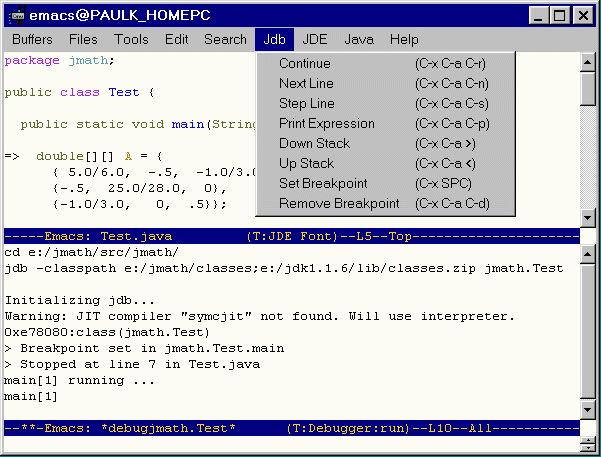 emacs@PAULK_HOMEPC
Buffers Files Tools Edit Search Jdb JDE Java Help
package jmath;
public class Test {
public static void main(String
=> double[][] A = {
{ 5.0/6.0, -.5, -1.0/3.0
{-.5, 25.0/28.0, 0},
{-1.0/3.0, 0, .5}};
Continue (C-x C-a C-r)
Next Line (C-x C-a C-n)
Step Line (C-x C-a C-s)
Print Expression (C-x C-a C-p)
Down Stack (C-x C-a >)
Up Stack (C-x C-a <)
Set Breakpoint (C-x SPC)
Remove Breakpoint (C-x C-a C-d)
-----Emacs: Test.java (T:JDE Font)--L5--Top-----------
cd e:/jmath/src/jmath/
jdb -classpath e:/jmath/classes;e:/jdk1.1.6/lib/classes.zip jmath.Test
Initializing jdb...
Warning: JIT compiler "symcjit" not found. Will use interpreter.
0xe78080:class(jmath.Test)
> Breakpoint set in jmath.Test.main
> Stopped at line 7 in Test.java
main[1] running ...
main[1]
--**-Emacs: *debugjmath.Test* (T:Debugger:run)--L10--All-----------